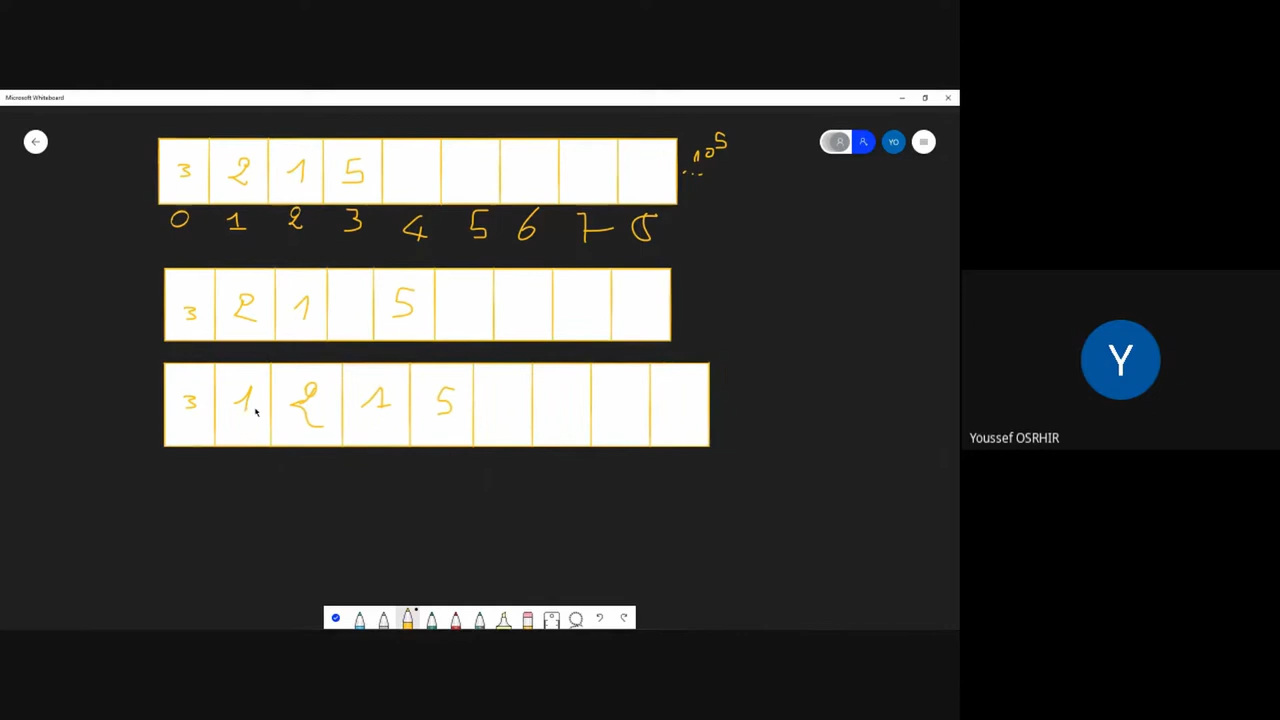 Microsoft Whiteboard
3 2 1 5
... 10^5
0 1 2 3 4 5 6 7 8
YO
3 2 1 5
3 1 2 1 5
Y
Youssef OSRHIR